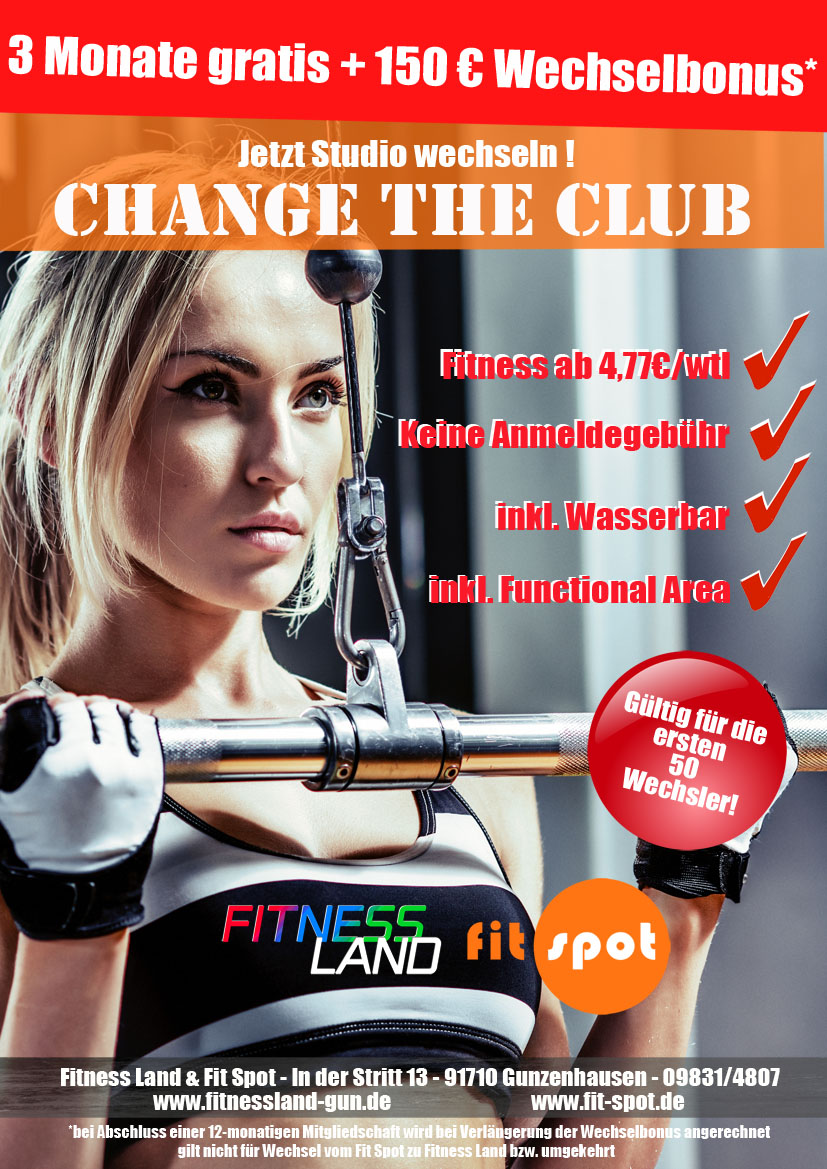 3 Monate gratis + 150 € Wechselbonus*
Jetzt Studio wechseln !
CHANGE THE CLUB
Fitness ab 4,77€/wtl
Keine Anmeldegebühr
inkl. Wasserbar
inkl. Functional Area
Gültig für die
ersten
50
Wechsler!
FITNESS
LAND
fit spot
Fitness Land & Fit Spot - In der Stritt 13 - 91710 Gunzenhausen - 09831/4807
www.fitnessland-gun.de www.fit-spot.de
*bei Abschluss einer 12-monatigen Mitgliedschaft wird bei Verlängerung der Wechselbonus angerechnet
gilt nicht für Wechsel vom Fit Spot zu Fitness Land bzw. umgekehrt